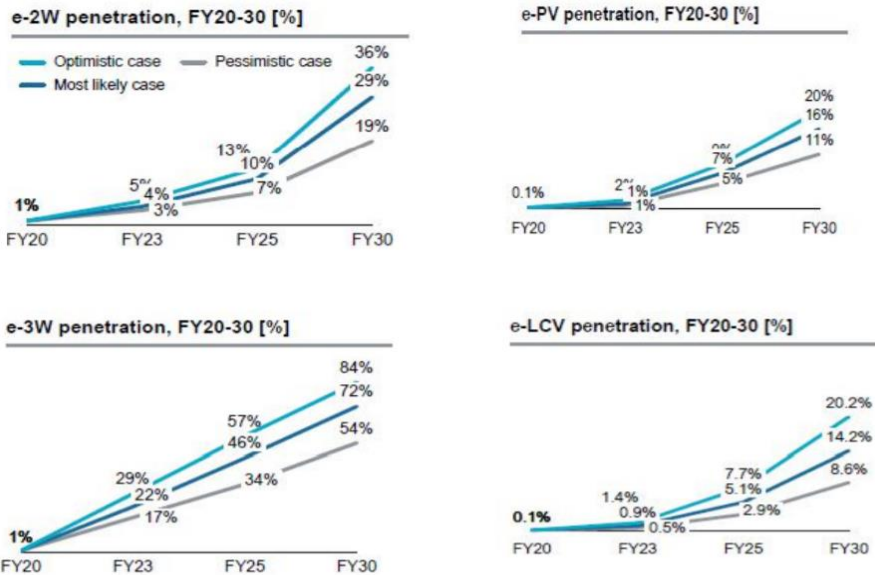 e-2W penetration, FY20-30 [%]
Optimistic case
Pessimistic case
Most likely case
36%
29%
19%
13%
10%
7%
5%
4%
3%
1%
FY20
FY23
FY25
FY30
e-PV penetration, FY20-30 [%]
20%
16%
11%
7%
5%
2%
1%
1%
0.1%
FY20
FY23
FY25
FY30
e-3W penetration, FY20-30 [%]
84%
72%
54%
57%
46%
34%
29%
22%
17%
1%
FY20
FY23
FY25
FY30
e-LCV penetration, FY20-30 [%]
20.2%
14.2%
8.6%
7.7%
5.1%
2.9%
1.4%
0.9%
0.5%
0.1%
FY20
FY23
FY25
FY30